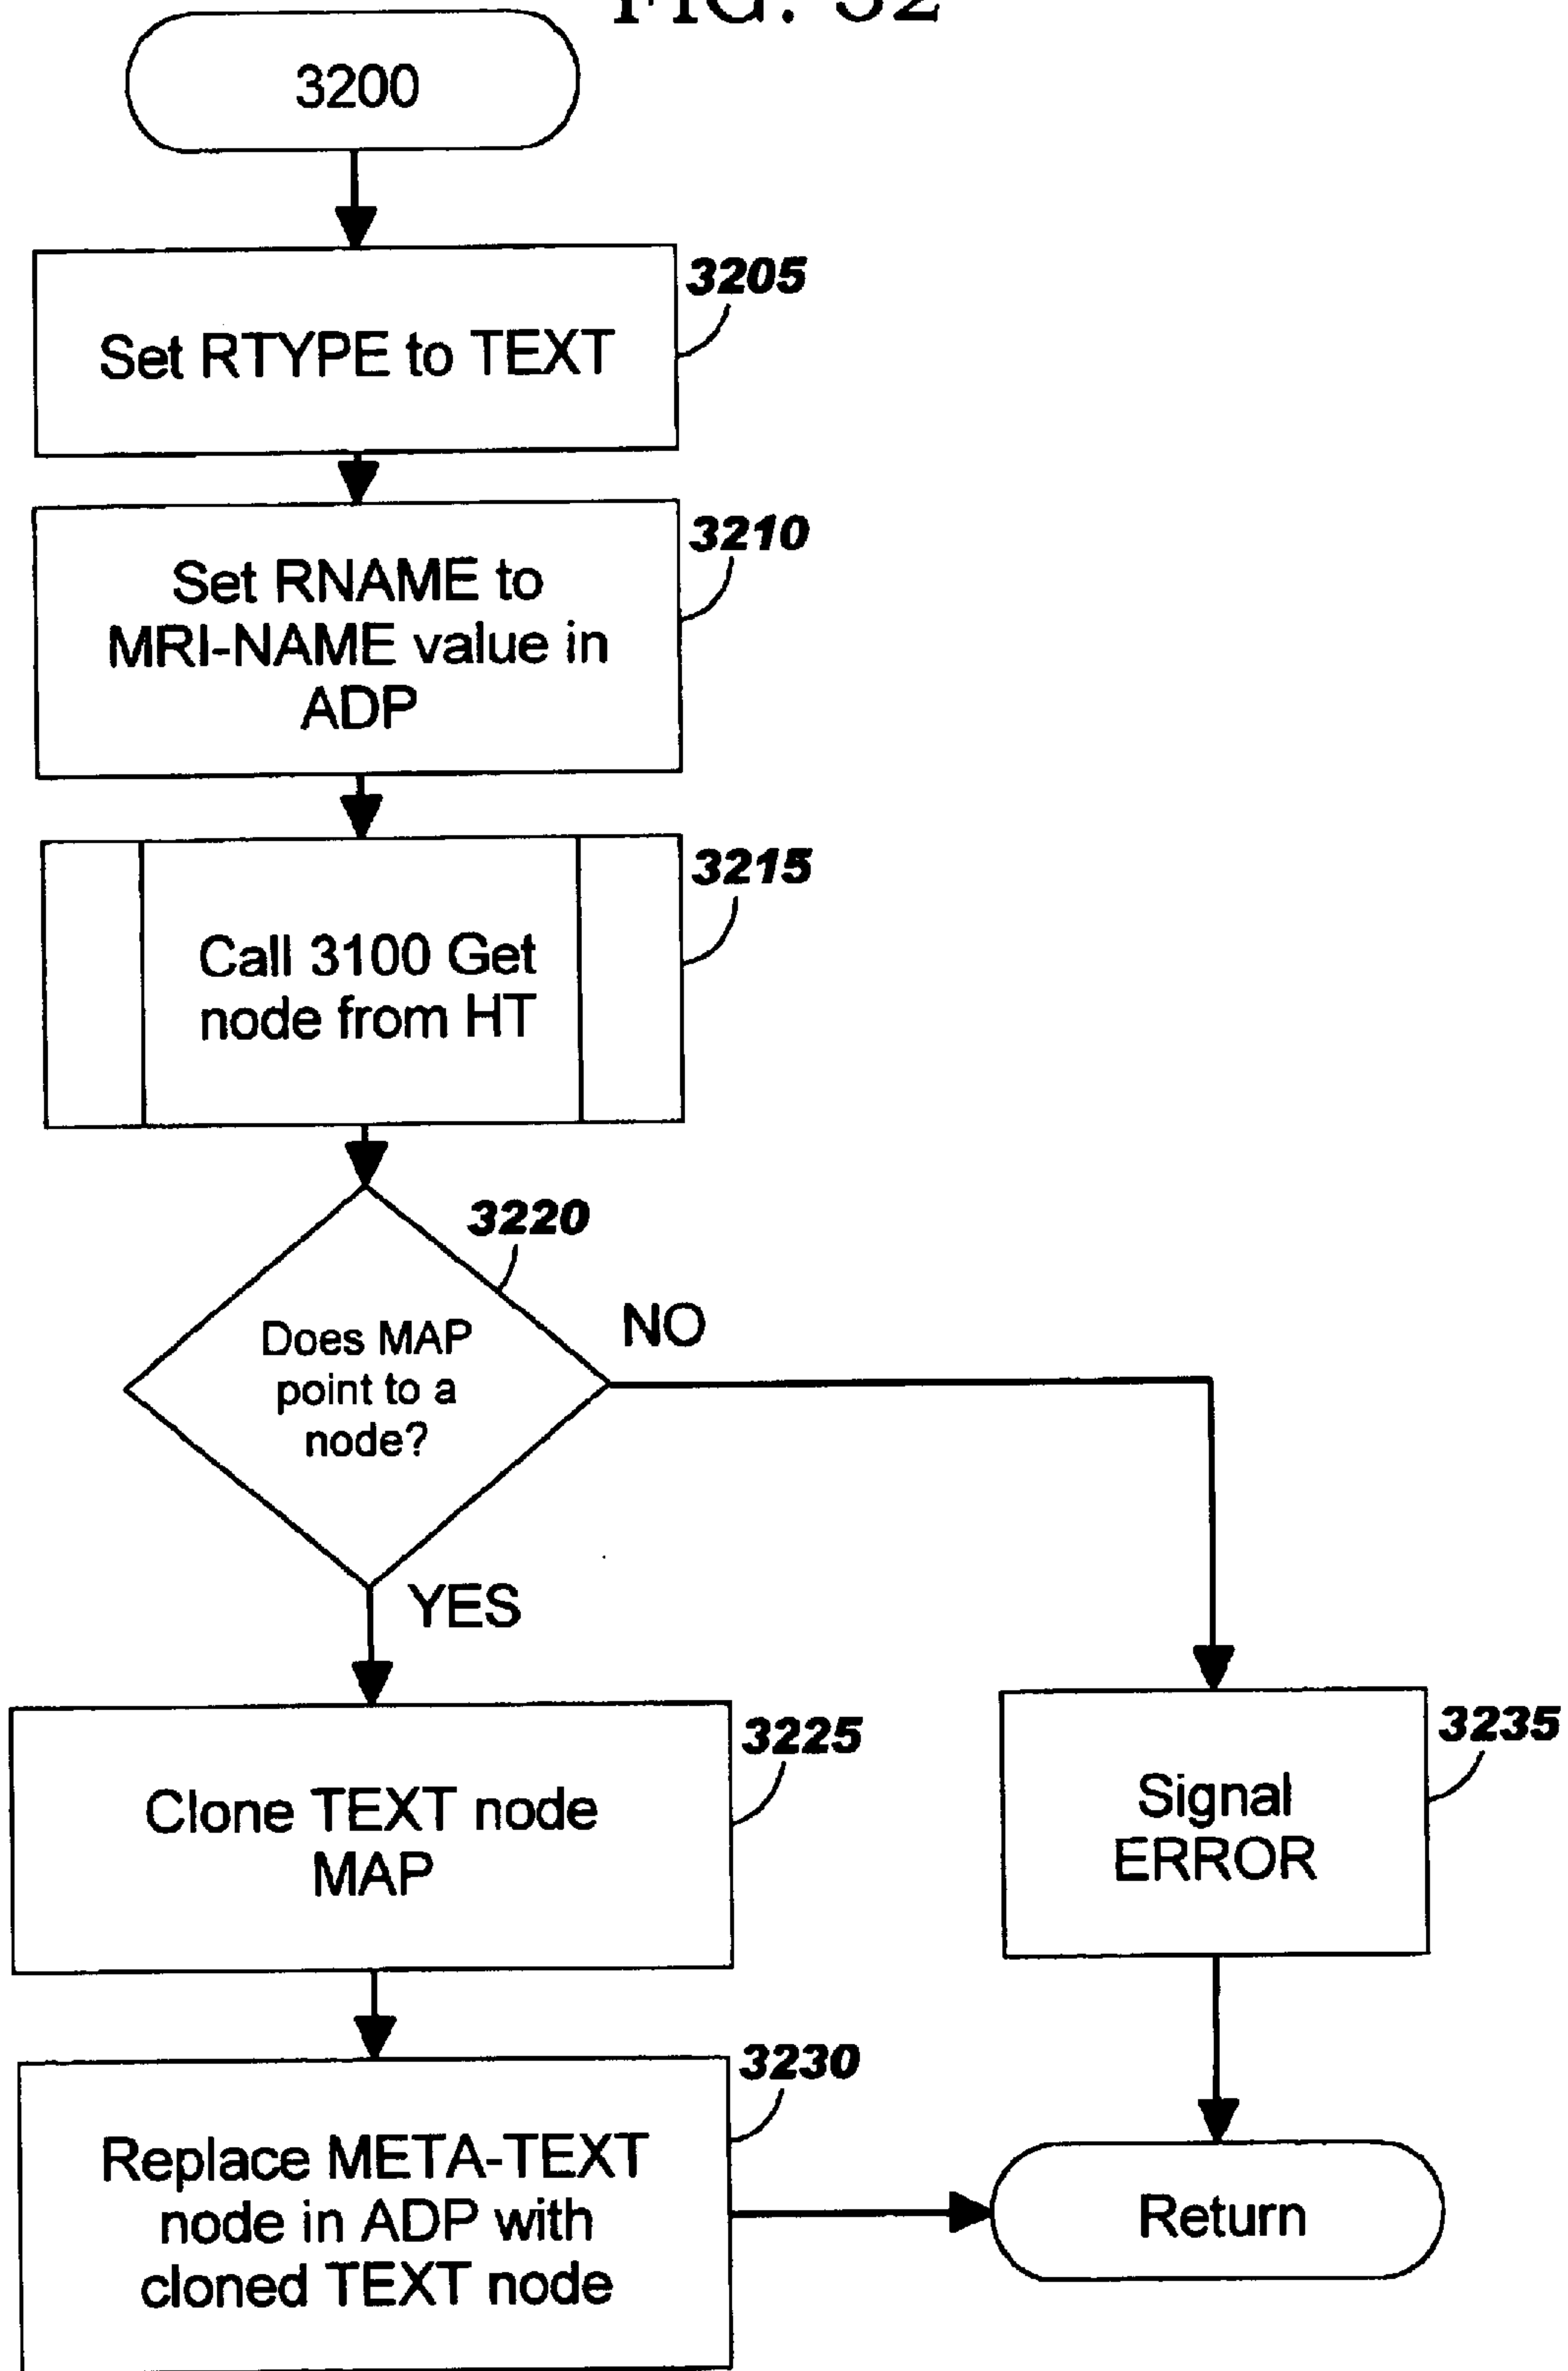 FIG. 32
3200
3205
Set RTYPE to TEXT
3210
Set RNAME to
MRI-NAME value in
ADP
3215
Call 3100 Get
node from HT
3220
Does MAP
point to a
node?
NO
YES
3225
Clone TEXT node
MAP
3235
Signal
ERROR
3230
Replace META-TEXT
node in ADP with
cloned TEXT node
Return